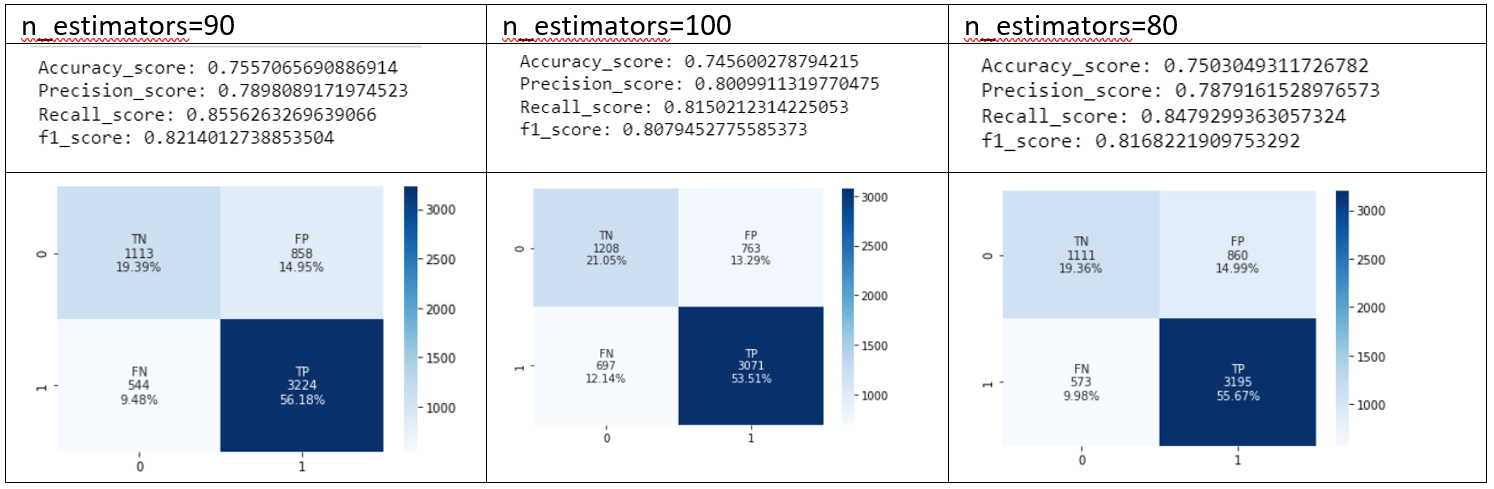 n_estimators=90
n_estimators=100
n_estimators=80
Accuracy_score: 0.7557065690886914
Precision_score: 0.7898089171974523
Recall_score: 0.8556263269639066
f1_score: 0.8214012738853504
Accuracy_score: 0.745600278794215
Precision_score: 0.8009911319770475
Recall_score: 0.8150212314225053
f1_score: 0.8079452775585373
Accuracy_score: 0.7503049311726782
Precision_score: 0.7879161528976573
Recall_score: 0.8479299363057324
f1_score: 0.8168221909753292
0
TN
1113
19.39%
FP
858
14.95%
1
FN
544
9.48%
TP
3224
56.18%
0
1
3000
2500
2000
1500
1000
0
TN
1208
21.05%
FP
763
13.29%
1
FN
697
12.14%
TP
3071
53.51%
0
1
3000
2500
2000
1500
1000
0
TN
1111
19.36%
FP
860
14.99%
1
FN
573
9.98%
TP
3195
55.67%
0
1
3000
2500
2000
1500
1000